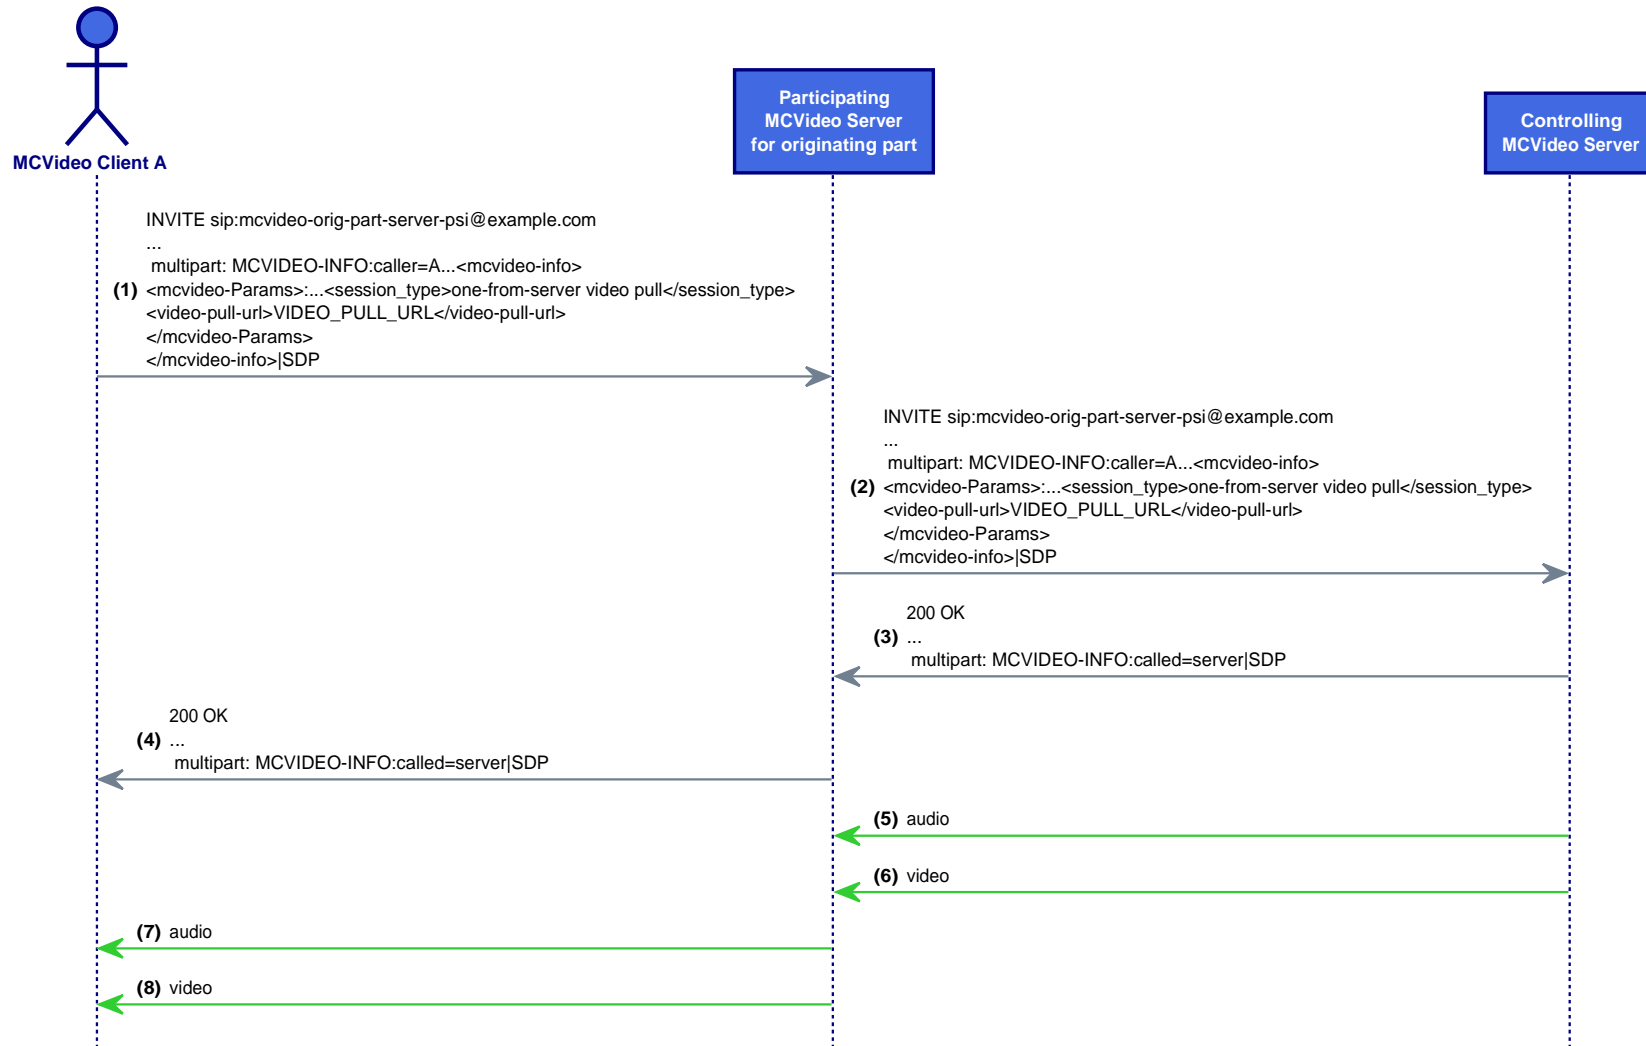 Participating
MCVideo Server
for originating part
Controlling
MCVideo Server
MCVideo Client A
INVITE sip:mcvideo-orig-part-server-psi@example.com
...
multipart: MCVIDEO-INFO:caller=A...<mcvideo-info>
(1) <mcvideo-Params>:...<session_type>one-from-server video pull</session_type>
<video-pull-url>VIDEO_PULL_URL</video-pull-url>
</mcvideo-Params>
</mcvideo-info>|SDP
INVITE sip:mcvideo-orig-part-server-psi@example.com
...
multipart: MCVIDEO-INFO:caller=A...<mcvideo-info>
(2) <mcvideo-Params>:...<session_type>one-from-server video pull</session_type>
<video-pull-url>VIDEO_PULL_URL</video-pull-url>
</mcvideo-Params>
</mcvideo-info>|SDP
200 OK
(3) ...
multipart: MCVIDEO-INFO:called=server|SDP
200 OK
(4) ...
multipart: MCVIDEO-INFO:called=server|SDP
(5) audio
(6) video
(7) audio
(8) video